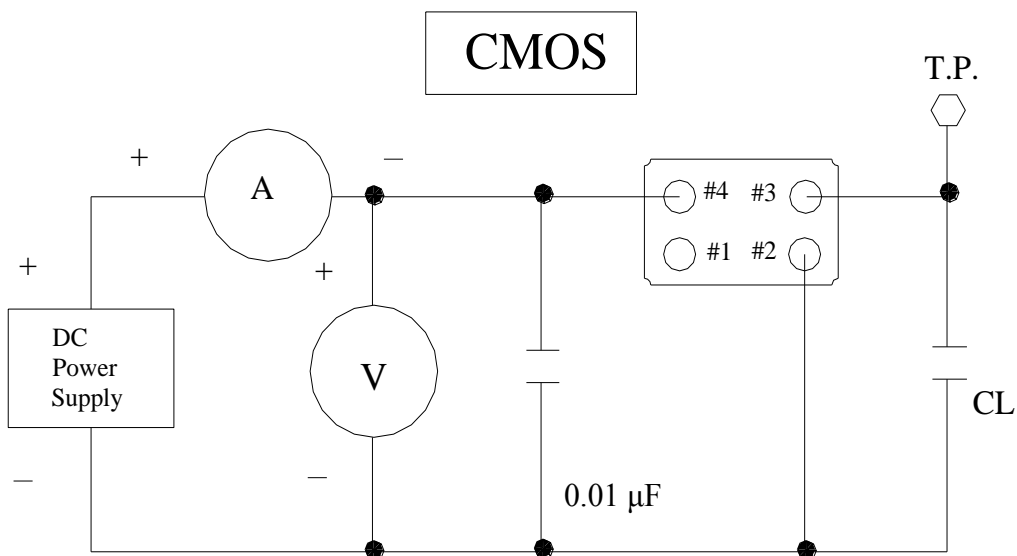 CMOS
T.P.
+
−
A
#4 #3
#1 #2
+
+
DC
Power
Supply
V
CL
−
−
0.01 μF